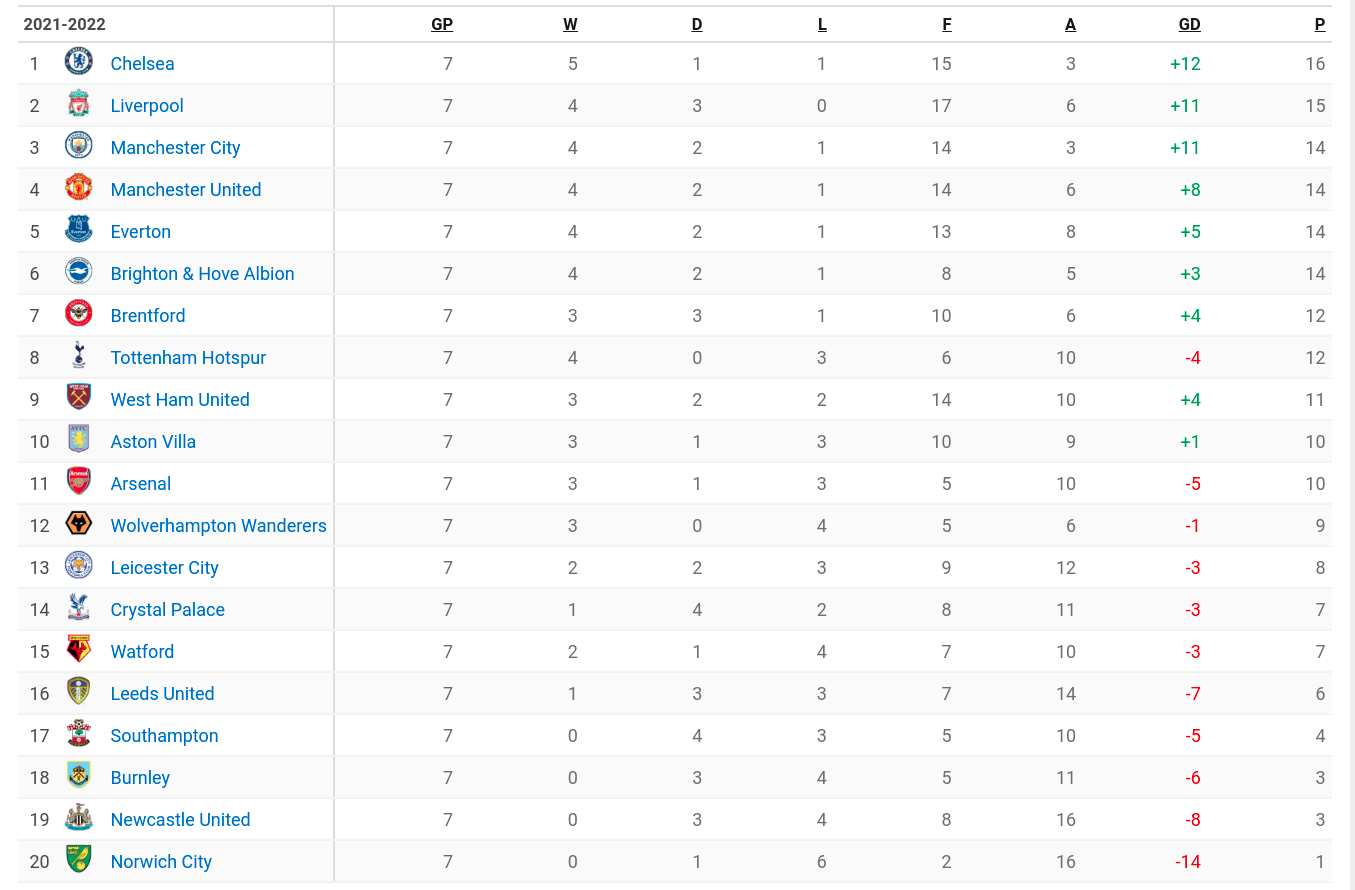 2021-2022 GP W D L F A GD P
1 Chelsea 7 5 1 1 15 3 +12 16
2 Liverpool 7 4 3 0 17 6 +11 15
3 Manchester City 7 4 2 1 14 3 +11 14
4 Manchester United 7 4 2 1 14 6 +8 14
5 Everton 7 4 2 1 13 8 +5 14
6 Brighton & Hove Albion 7 4 2 1 8 5 +3 14
7 Brentford 7 3 3 1 10 6 +4 12
8 Tottenham Hotspur 7 4 0 3 6 10 -4 12
9 West Ham United 7 3 2 2 14 10 +4 11
10 Aston Villa 7 3 1 3 10 9 +1 10
11 Arsenal 7 3 1 3 5 10 -5 10
12 Wolverhampton Wanderers 7 3 0 4 5 6 -1 9
13 Leicester City 7 2 2 3 9 12 -3 8
14 Crystal Palace 7 1 4 2 8 11 -3 7
15 Watford 7 2 1 4 7 10 -3 7
16 Leeds United 7 1 3 3 7 14 -7 6
17 Southampton 7 0 4 3 5 10 -5 4
18 Burnley 7 0 3 4 5 11 -6 3
19 Newcastle United 7 0 3 4 8 16 -8 3
20 Norwich City 7 0 1 6 2 16 -14 1